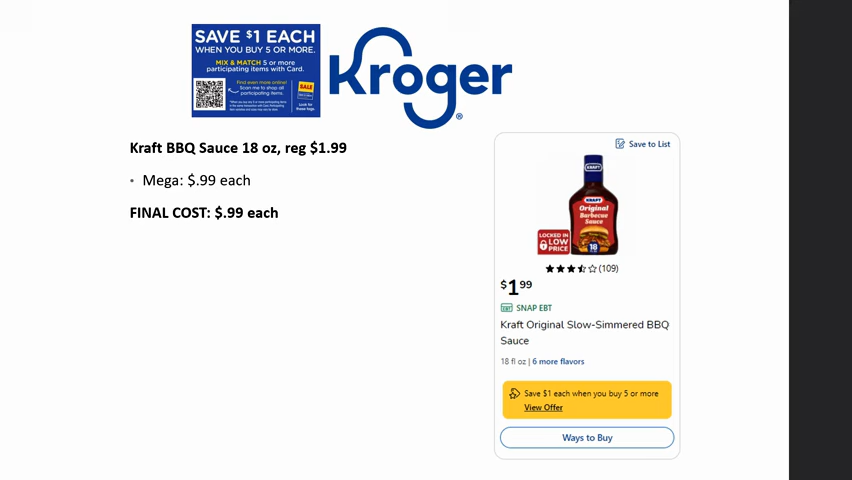 SAVE $1 EACH
WHEN YOU BUY 5 OR MORE.
MIX & MATCH 5 or more
participating items with Card.
Find even more online!
Scan me to shop all
participating items.
SALE
Look for
these tags.
Kroger
Kraft BBQ Sauce 18 oz, reg $1.99
• Mega: $.99 each
FINAL COST: $.99 each
Save to List
KRAFT
KRAFT
Original
Barbecue
Sauce
LOCKED IN
LOW
PRICE
18
(109)
$1 99
EBT SNAP EBT
Kraft Original Slow-Simmered BBQ
Sauce
18 fl oz | 6 more flavors
Save $1 each when you buy 5 or more
View Offer
Ways to Buy